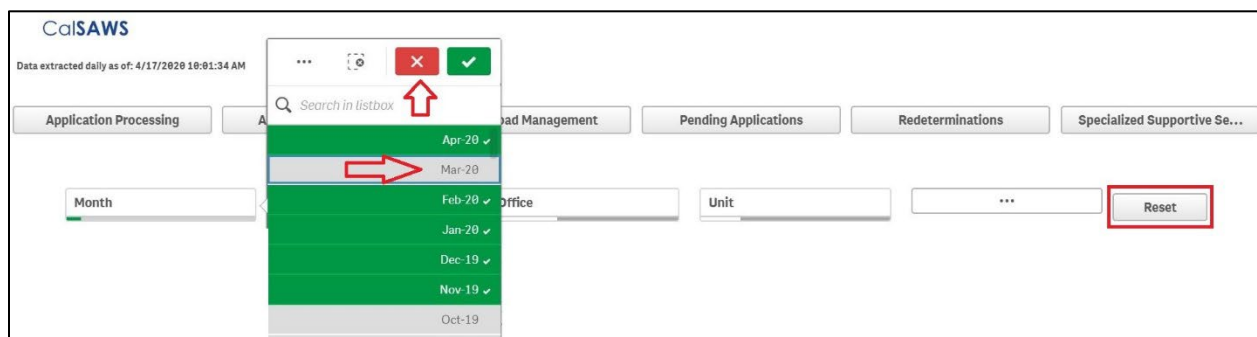 CalSAWS
Data extracted daily as of: 4/17/2020 10:01:34 AM
Search in listbox
Application Processing
A
oad Management
Pending Applications
Redeterminations
Specialized Supportive Se...
Apr-20
Mar-20
Month
Feb-20
Office
Unit
...
Reset
Jan-20
Dec-19
Nov-19
Oct-19